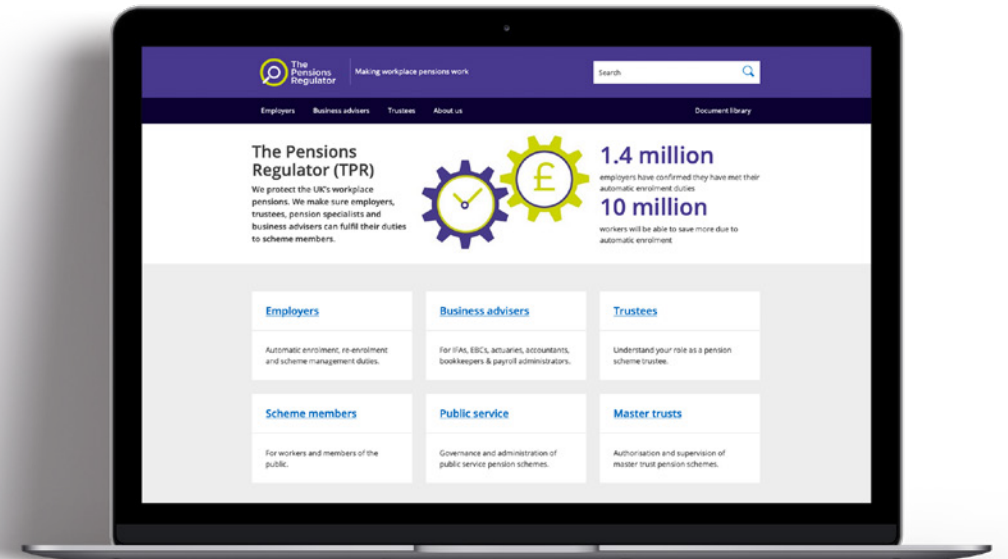 The
Pensions
Regulator
Making workplace pensions work
Search
Employers
Business advisers
Trustees
About us
Document library
The Pensions
Regulator (TPR)
We protect the UK's workplace
pensions. We make sure employers,
trustees, pension specialists and
business advisers can fulfil their duties
to scheme members.
£
1.4 million
employers have confirmed they have met their
automatic enrolment duties
10 million
workers will be able to save more due to
automatic enrolment
Employers
Automatic enrolment, re-enrolment
and scheme management duties.
Business advisers
For IFAs, EBCs, actuaries, accountants,
bookkeepers & payroll administrators.
Trustees
Understand your role as a pension
scheme trustee.
Scheme members
For workers and members of the
public.
Public service
Governance and administration of
public service pension schemes.
Master trusts
Authorisation and supervision of
master trust pension schemes.